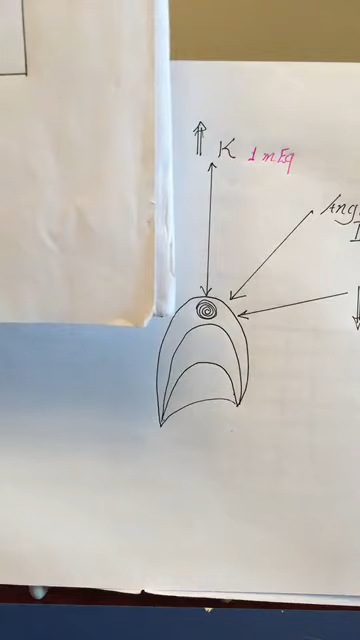 ⇑ K 1 mEq
Ang
I
⇓